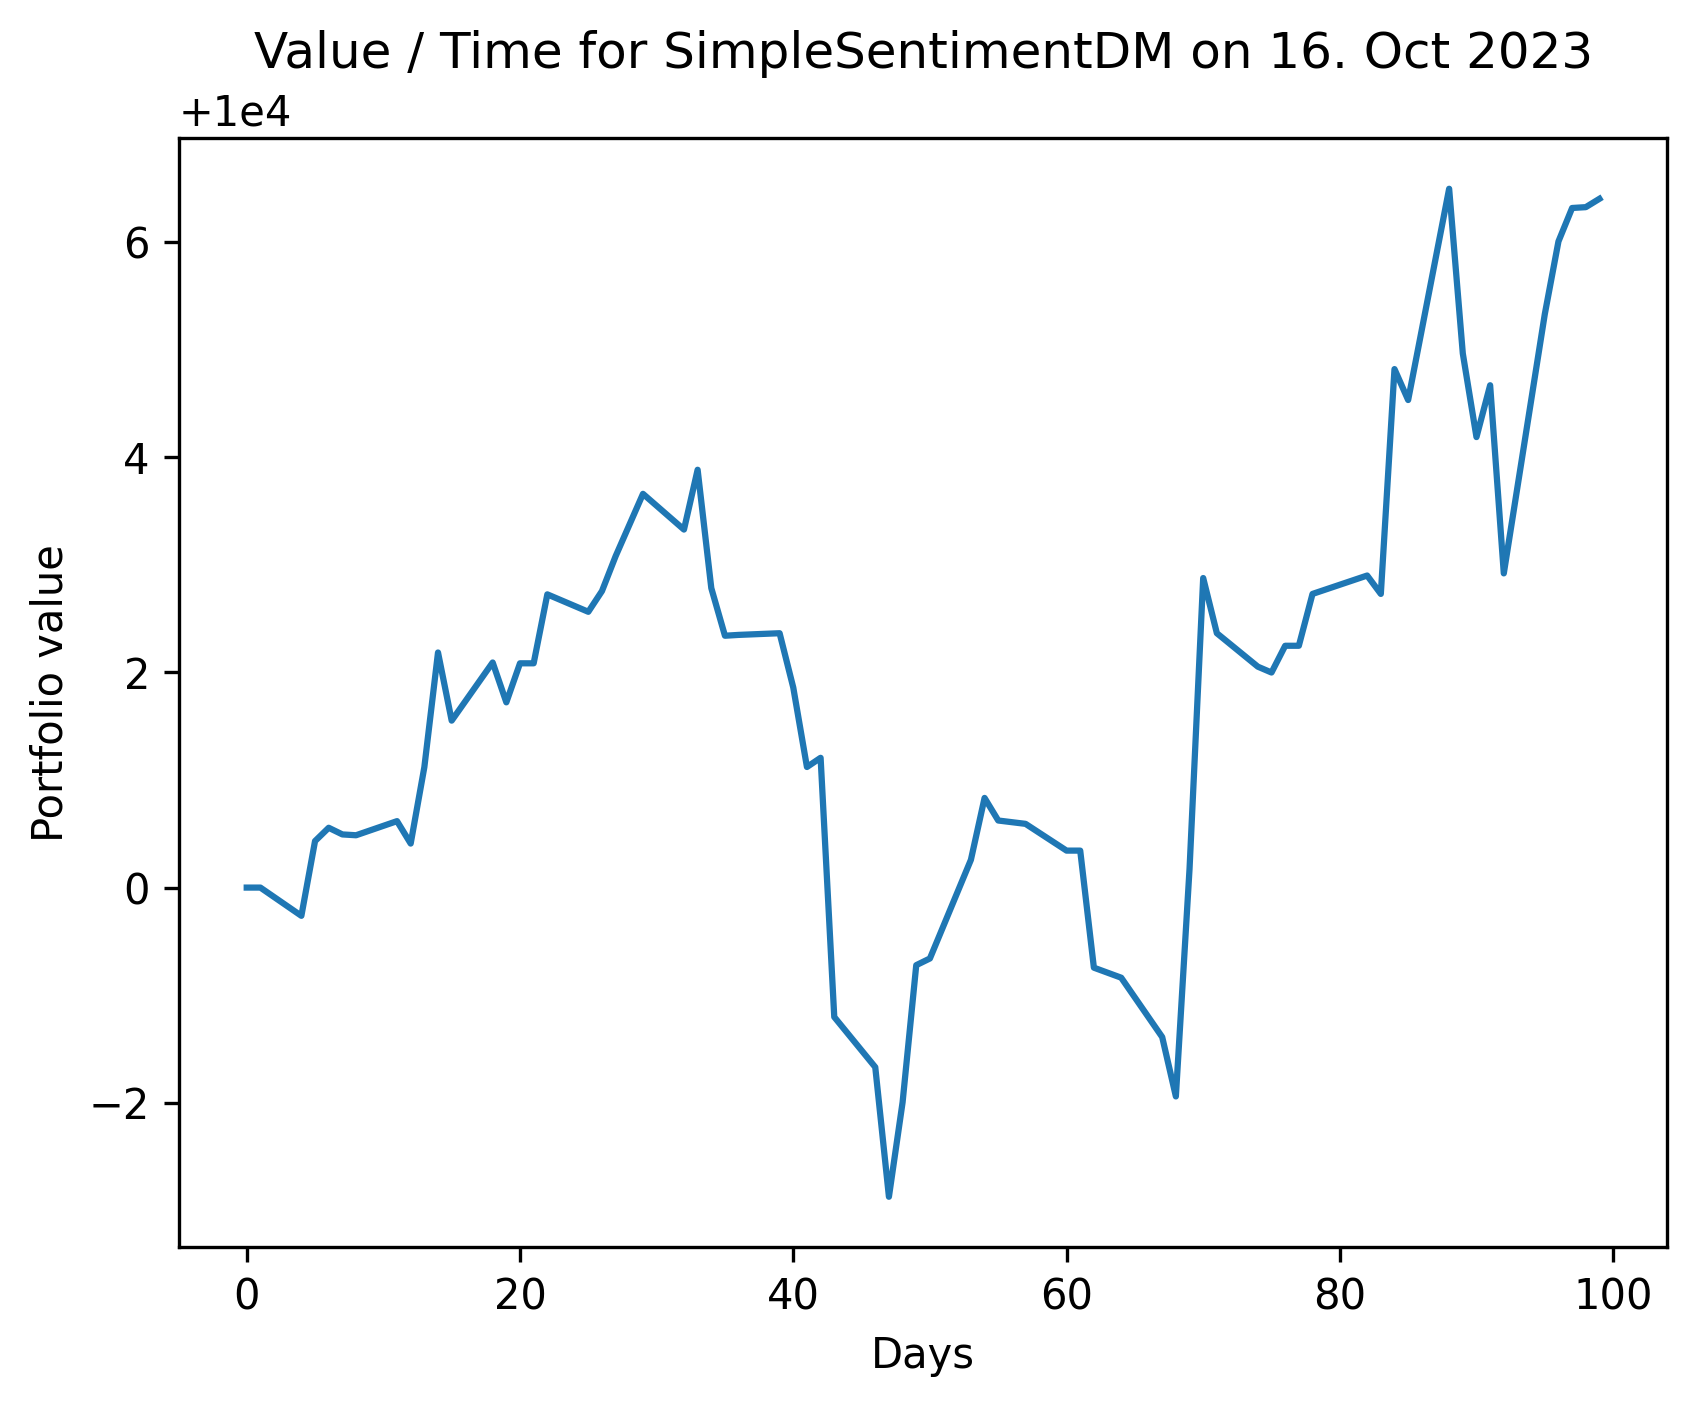 Value / Time for SimpleSentimentDM on 16. Oct 2023
+1e4
6
4
2
0
−2
Portfolio value
0 20 40 60 80 100
Days